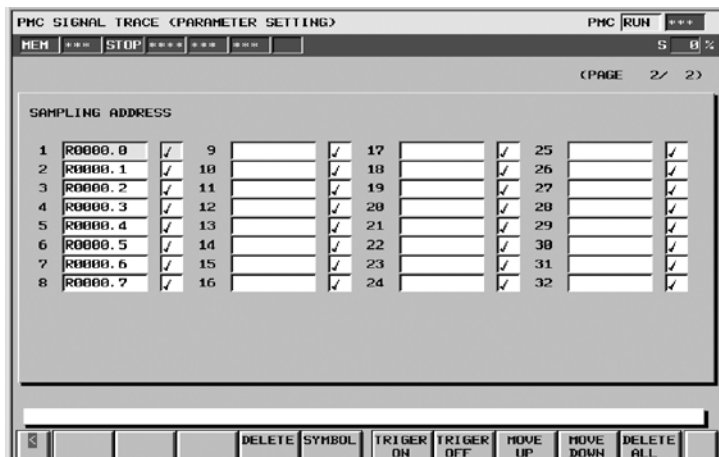 PMC SIGNAL TRACE (PARAMETER SETTING) PMC RUN ***
MEM *** STOP **** *** *** S 0 %
(PAGE 2/ 2)
SAMPLING ADDRESS
1 R0000.0 ✓ 9 ✓ 17 ✓ 25 ✓
2 R0000.1 ✓ 10 ✓ 18 ✓ 26 ✓
3 R0000.2 ✓ 11 ✓ 19 ✓ 27 ✓
4 R0000.3 ✓ 12 ✓ 20 ✓ 28 ✓
5 R0000.4 ✓ 13 ✓ 21 ✓ 29 ✓
6 R0000.5 ✓ 14 ✓ 22 ✓ 30 ✓
7 R0000.6 ✓ 15 ✓ 23 ✓ 31 ✓
8 R0000.7 ✓ 16 ✓ 24 ✓ 32 ✓
< DELETE SYMBOL TRIGER TRIGER MOVE MOVE DELETE
ON OFF UP DOWN ALL